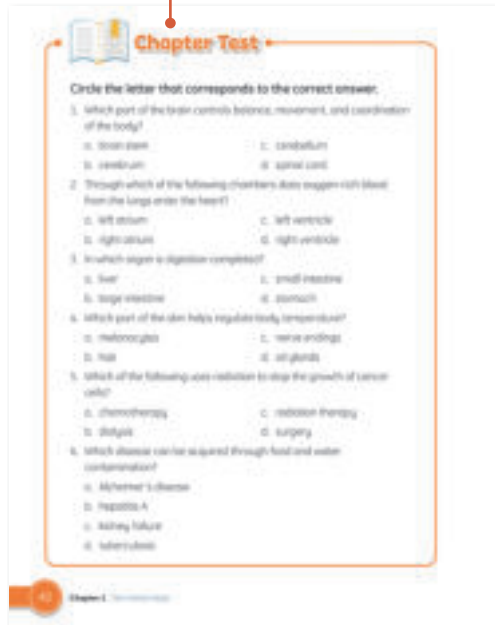 Chapter Test
Circle the letter that corresponds to the correct answer.
1. Which part of the brain controls balance, movement, and coordination
of the body?
a. brain stem c. cerebellum
b. cerebrum d. spinal cord
2. Through which of the following chambers does oxygen-rich blood
from the lungs enter the heart?
a. left atrium c. left ventricle
b. right atrium d. right ventricle
3. In which organ is digestion completed?
a. liver c. small intestine
b. large intestine d. stomach
4. Which part of the skin helps regulate body temperature?
a. melanocytes c. nerve endings
b. hair d. oil glands
5. Which of the following uses radiation to stop the growth of cancer
cells?
a. chemotherapy c. radiation therapy
b. dialysis d. surgery
6. Which disease can be acquired through food and water
contamination?
a. Alzheimer's disease
b. hepatitis A
c. kidney failure
d. tuberculosis
Chapter